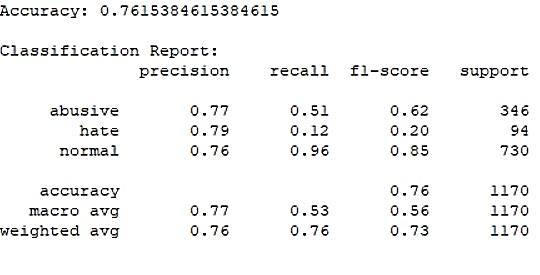 Accuracy: 0.7615384615384615
Classification Report:
precision recall f1-score support
abusive 0.77 0.51 0.62 346
hate 0.79 0.12 0.20 94
normal 0.76 0.96 0.85 730
accuracy 0.76 1170
macro avg 0.77 0.53 0.56 1170
weighted avg 0.76 0.76 0.73 1170